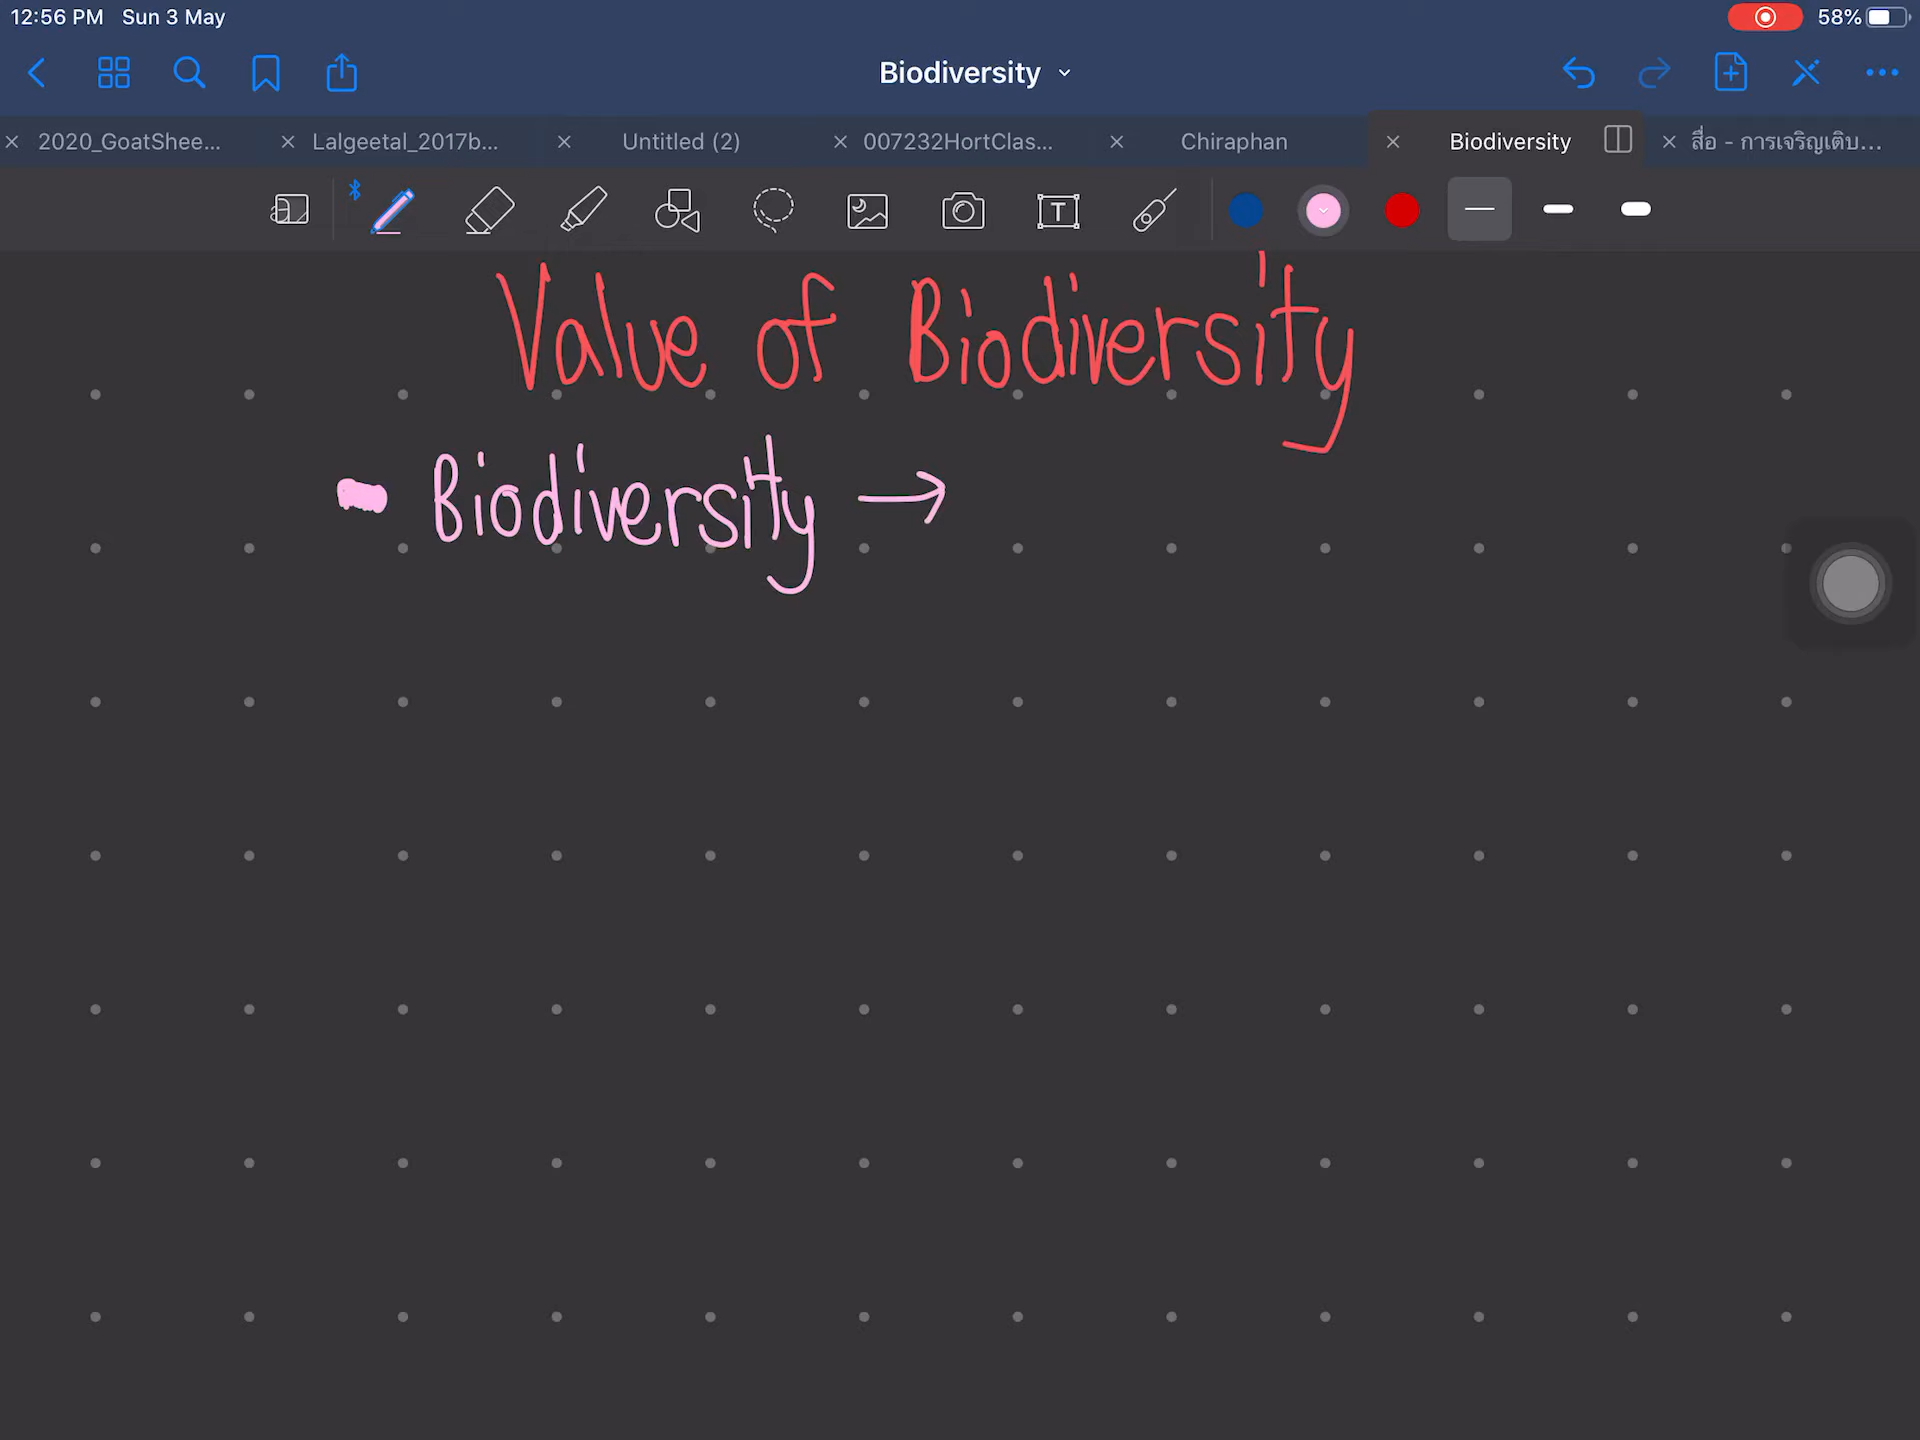 12:56 PM Sun 3 May 58%
Biodiversity
2020_GoatShee... Lalgeetal_2017b... Untitled (2) 007232HortClas... Chiraphan Biodiversity สื่อ - การเจริญเติบ...
Value of Biodiversity
- Biodiversity →